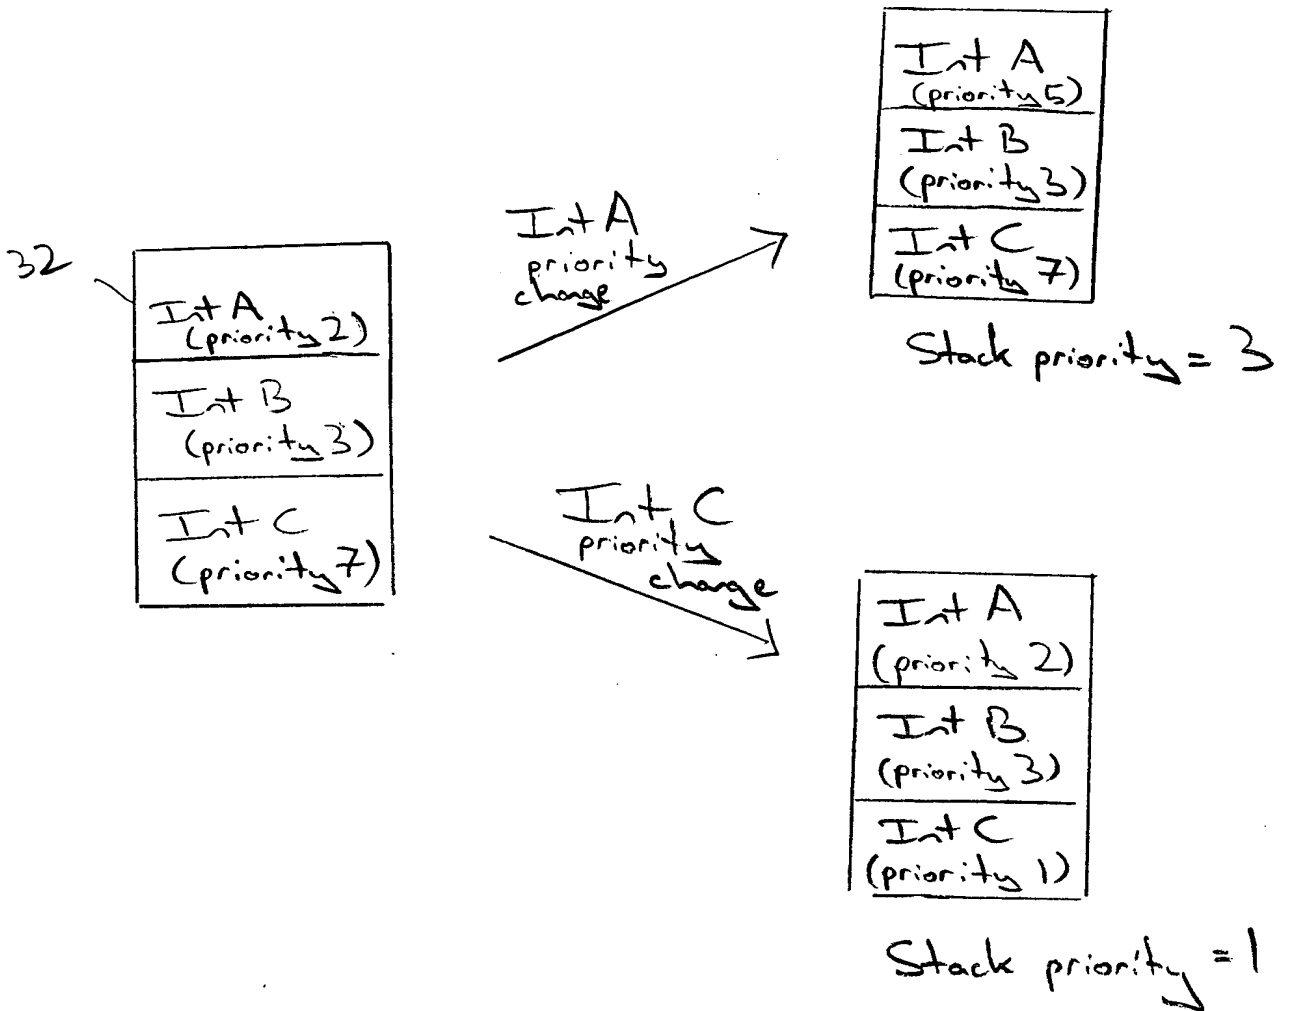 32
Int A
(priority 2)
Int B
(priority 3)
Int C
(priority 7)
Int A
priority
change
Int A
(priority 5)
Int B
(priority 3)
Int C
(priority 7)
Stack priority = 3
Int C
priority
change
Int A
(priority 2)
Int B
(priority 3)
Int C
(priority 1)
Stack priority = 1